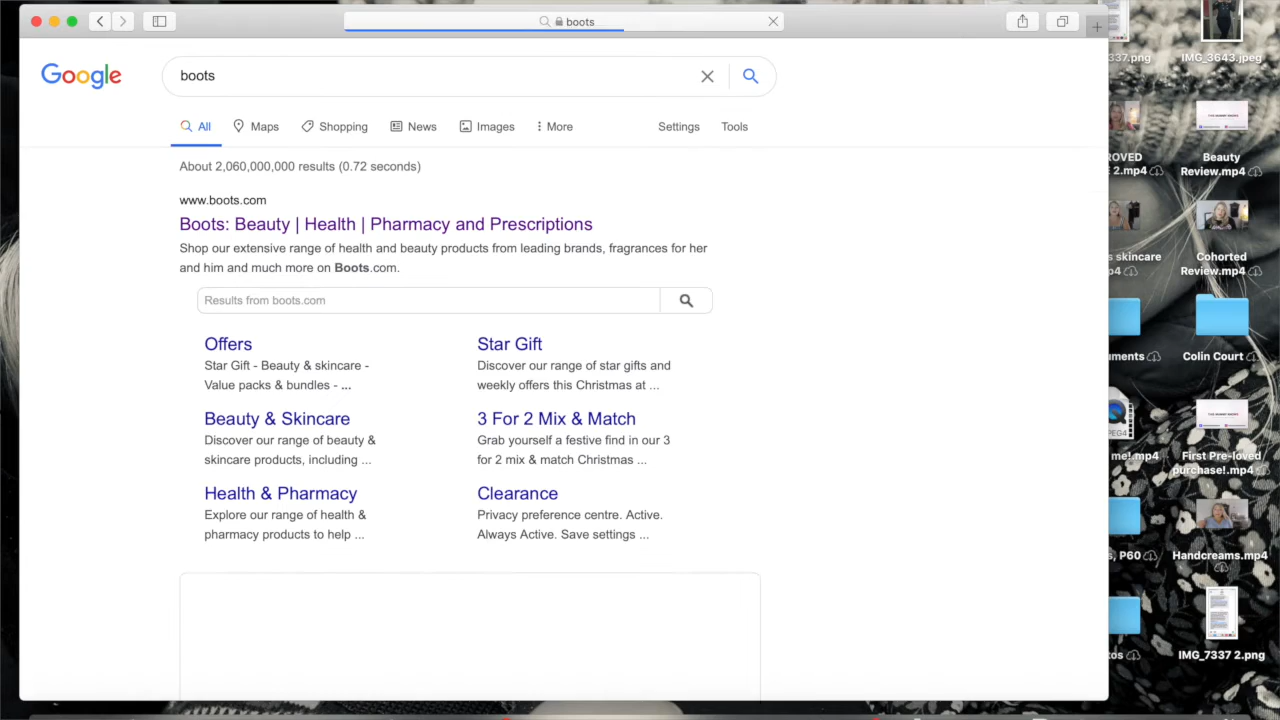 boots
Google
boots
All
Maps
Shopping
News
Images
More
Settings
Tools
About 2,060,000,000 results (0.72 seconds)
www.boots.com
Boots: Beauty | Health | Pharmacy and Prescriptions
Shop our extensive range of health and beauty products from leading brands, fragrances for her
and him and much more on Boots.com.
Results from boots.com
Offers
Star Gift - Beauty & skincare -
Value packs & bundles - ...
Star Gift
Discover our range of star gifts and
weekly offers this Christmas at ...
Beauty & Skincare
Discover our range of beauty &
skincare products, including ...
3 For 2 Mix & Match
Grab yourself a festive find in our 3
for 2 mix & match Christmas ...
Health & Pharmacy
Explore our range of health &
pharmacy products to help ...
Clearance
Privacy preference centre. Active.
Always Active. Save settings ...
337.png
IMG_3643.jpeg
ROVED
2.mp4
Beauty
Review.mp4
s skincare
p4
Cohorted
Review.mp4
uments
Colin Court
PEG4
me!.mp4
First Pre-loved
purchase!.mp4
s, P60
Handcreams.mp4
tos
IMG_7337 2.png